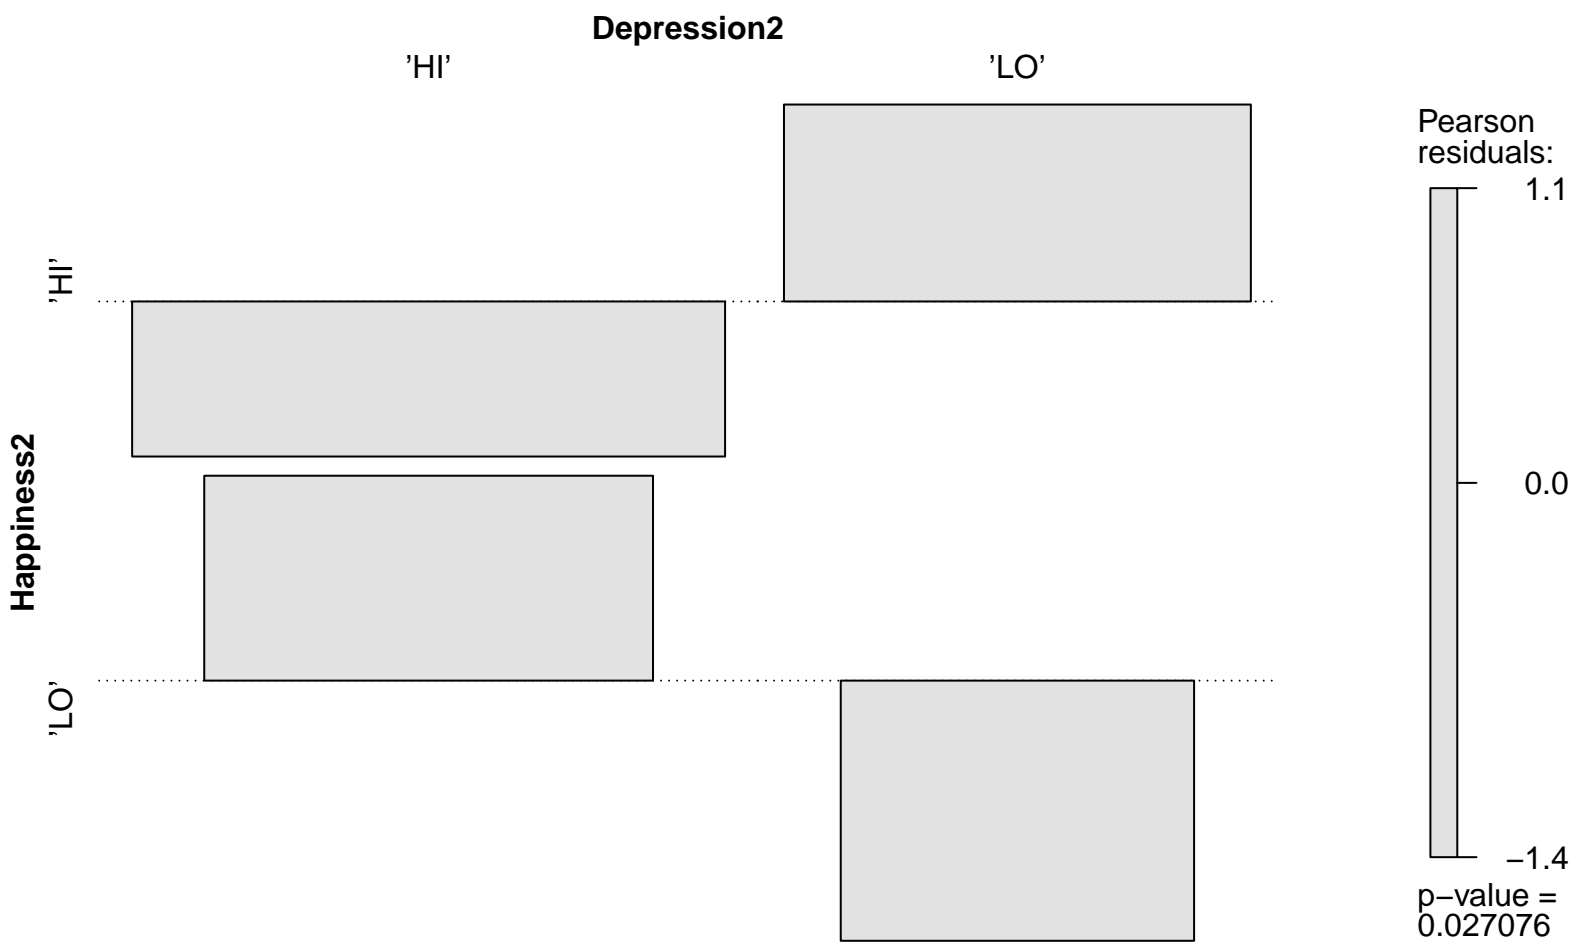 Depression2
’HI’ ’LO’
Pearson
residuals:
1.1
’HI’
Happiness2
0.0
’LO’
−1.4
p−value =
0.027076